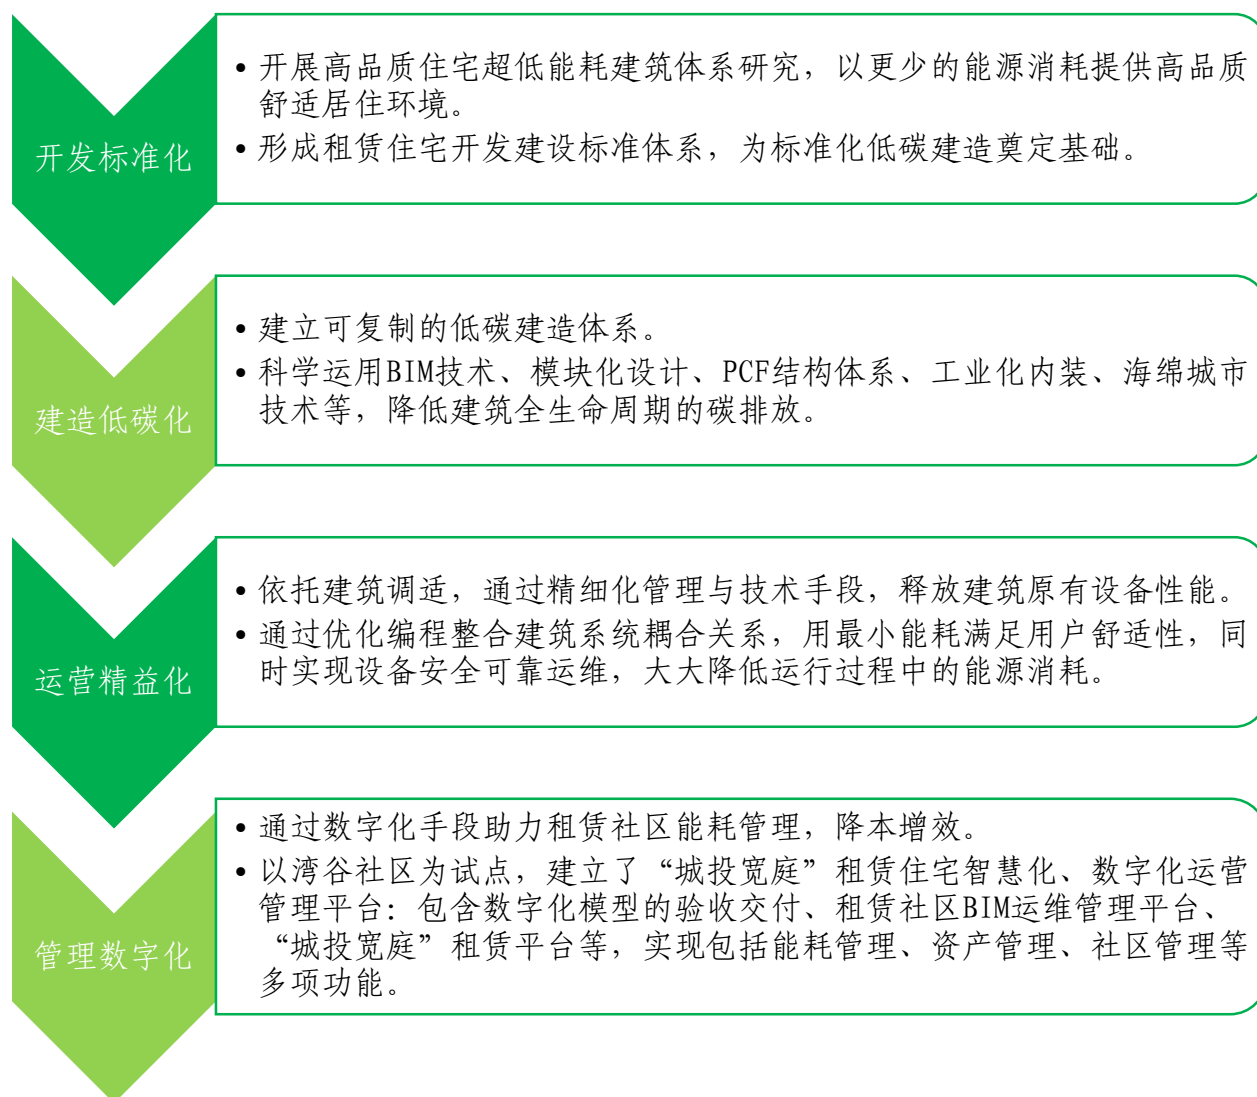 开发标准化
• 开展高品质住宅超低能耗建筑体系研究，以更少的能源消耗提供高品质
舒适居住环境。
• 形成租赁住宅开发建设标准体系，为标准化低碳建造奠定基础。
建造低碳化
• 建立可复制的低碳建造体系。
• 科学运用BIM技术、模块化设计、PCF结构体系、工业化内装、海绵城市
技术等，降低建筑全生命周期的碳排放。
运营精益化
• 依托建筑调适，通过精细化管理与技术手段，释放建筑原有设备性能。
• 通过优化编程整合建筑系统耦合关系，用最小能耗满足用户舒适性，同
时实现设备安全可靠运维，大大降低运行过程中的能源消耗。
管理数字化
• 通过数字化手段助力租赁社区能耗管理，降本增效。
• 以湾谷社区为试点，建立了“城投宽庭”租赁住宅智慧化、数字化运营
管理平台：包含数字化模型的验收交付、租赁社区BIM运维管理平台、
“城投宽庭”租赁平台等，实现包括能耗管理、资产管理、社区管理等
多项功能。